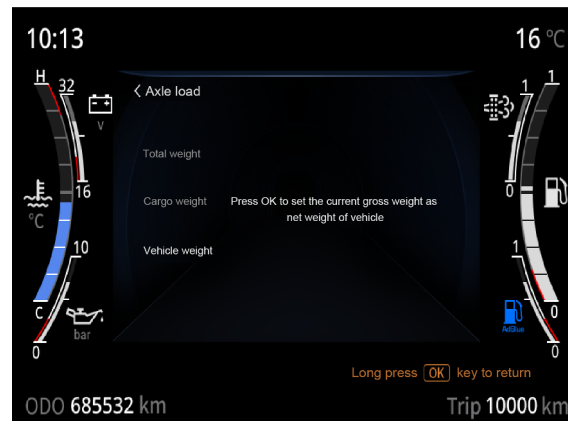 10:13
16 °C
H
32
V
< Axle load
1
1
Total weight
16
0
°C
Cargo weight
Press OK to set the current gross weight as
net weight of vehicle
10
Vehicle weight
1
C
bar
AdBlue
0
0
0
Long press OK key to return
ODO 685532 km
Trip 10000 km